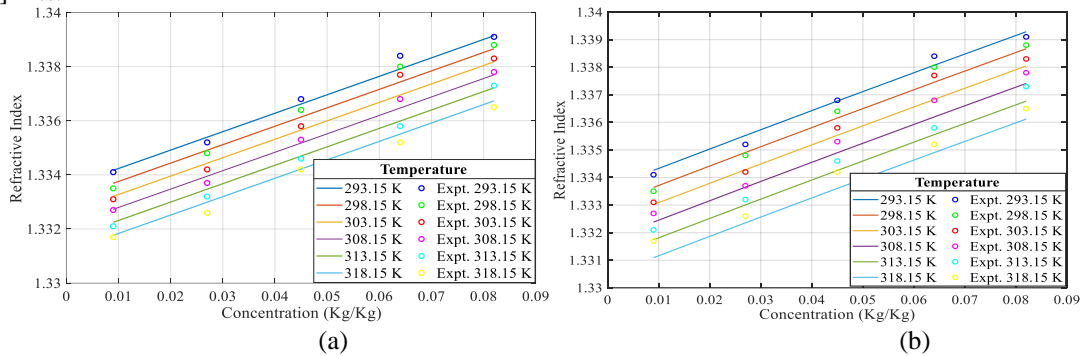 1.34
1.338
1.336
1.334
1.332
1.33
Refractive Index
0 0.01 0.02 0.03 0.04 0.05 0.06 0.07 0.08 0.09
Concentration (Kg/Kg)
Temperature
293.15 K Expt. 293.15 K
298.15 K Expt. 298.15 K
303.15 K Expt. 303.15 K
308.15 K Expt. 308.15 K
313.15 K Expt. 313.15 K
318.15 K Expt. 318.15 K
(a)
1.34
1.339
1.338
1.337
1.336
1.335
1.334
1.333
1.332
1.331
1.33
Refractive Index
0 0.01 0.02 0.03 0.04 0.05 0.06 0.07 0.08 0.09
Concentration (Kg/Kg)
Temperature
293.15 K Expt. 293.15 K
298.15 K Expt. 298.15 K
303.15 K Expt. 303.15 K
308.15 K Expt. 308.15 K
313.15 K Expt. 313.15 K
318.15 K Expt. 318.15 K
(b)